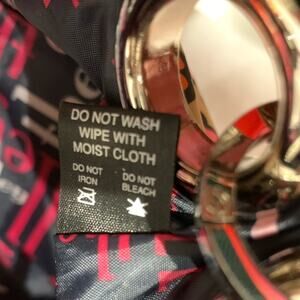 DO NOT WASH
WIPE WITH
MOIST CLOTH
DO NOT
IRON
DO NOT
BLEACH